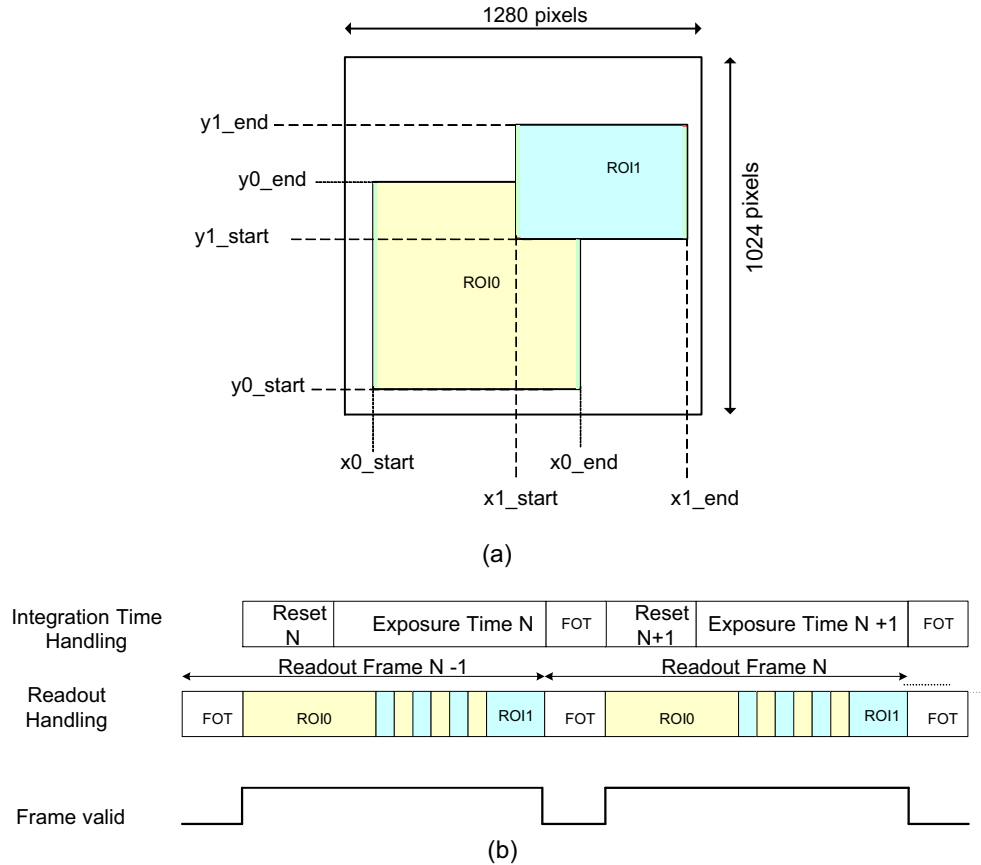 1280 pixels
y1_end
ROI1
y0_end
1024 pixels
y1_start
ROI0
y0_start
x0_start
x0_end
x1_start
x1_end
(a)
Integration Time
Handling
Reset
N
Exposure Time N
FOT
Reset
N+1
Exposure Time N +1
FOT
Readout Frame N -1
Readout Frame N
Readout
Handling
FOT
ROI0
ROI1
FOT
ROI0
ROI1
FOT
Frame valid
(b)